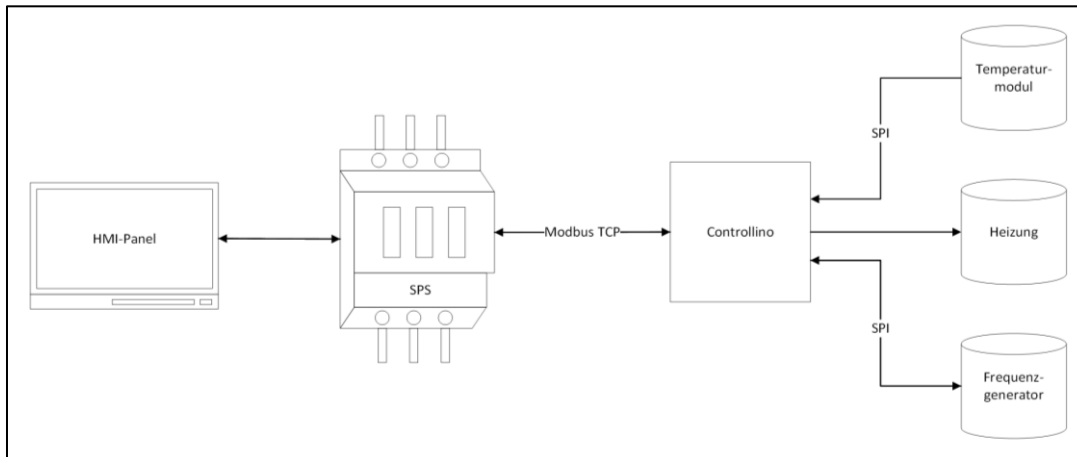 Temperatur-
modul
SPI
HMI-Panel
SPS
Modbus TCP
Controllino
Heizung
SPI
Frequenz-
generator